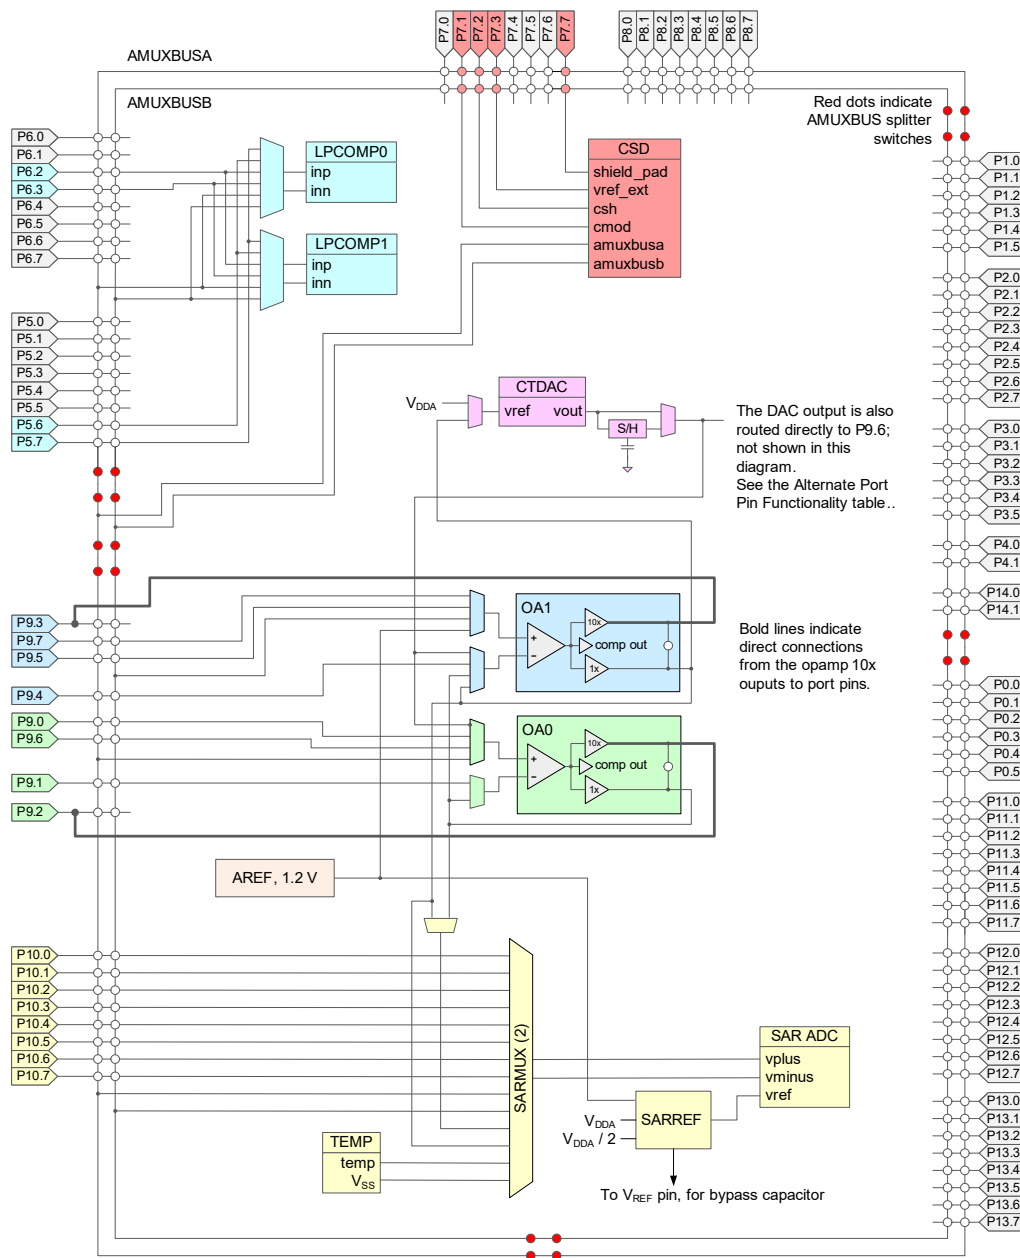 P7.0
P7.1
P7.2
P7.3
P7.4
P7.5
P7.6
P7.7
P8.0
P8.1
P8.2
P8.3
P8.4
P8.5
P8.6
P8.7
AMUXBUSA
AMUXBUSB
Red dots indicate
AMUXBUS splitter
switches
P6.0
P6.1
P6.2
P6.3
P6.4
P6.5
P6.6
P6.7
LPCOMP0
inp
inn
LPCOMP1
inp
inn
CSD
shield_pad
vref_ext
csh
cmod
amuxbusa
amuxbusb
P1.0
P1.1
P1.2
P1.3
P1.4
P1.5
P2.0
P2.1
P2.2
P2.3
P2.4
P2.5
P2.6
P2.7
P5.0
P5.1
P5.2
P5.3
P5.4
P5.5
P5.6
P5.7
CTDAC
VDDA
vref vout
S/H
The DAC output is also
routed directly to P9.6;
not shown in this
diagram.
See the Alternate Port
Pin Functionality table..
P3.0
P3.1
P3.2
P3.3
P3.4
P3.5
P4.0
P4.1
P14.0
P14.1
P9.3
P9.7
P9.5
P9.4
P9.0
P9.6
P9.1
P9.2
OA1
+
−
10x
comp out
1x
OA0
+
−
10x
comp out
1x
Bold lines indicate
direct connections
from the opamp 10x
ouputs to port pins.
P0.0
P0.1
P0.2
P0.3
P0.4
P0.5
P11.0
P11.1
P11.2
P11.3
P11.4
P11.5
P11.6
P11.7
AREF, 1.2 V
P10.0
P10.1
P10.2
P10.3
P10.4
P10.5
P10.6
P10.7
SARMUX (2)
SAR ADC
vplus
vminus
vref
SARREF
VDDA
VDDA / 2
TEMP
temp
VSS
To VREF pin, for bypass capacitor
P12.0
P12.1
P12.2
P12.3
P12.4
P12.5
P12.6
P12.7
P13.0
P13.1
P13.2
P13.3
P13.4
P13.5
P13.6
P13.7